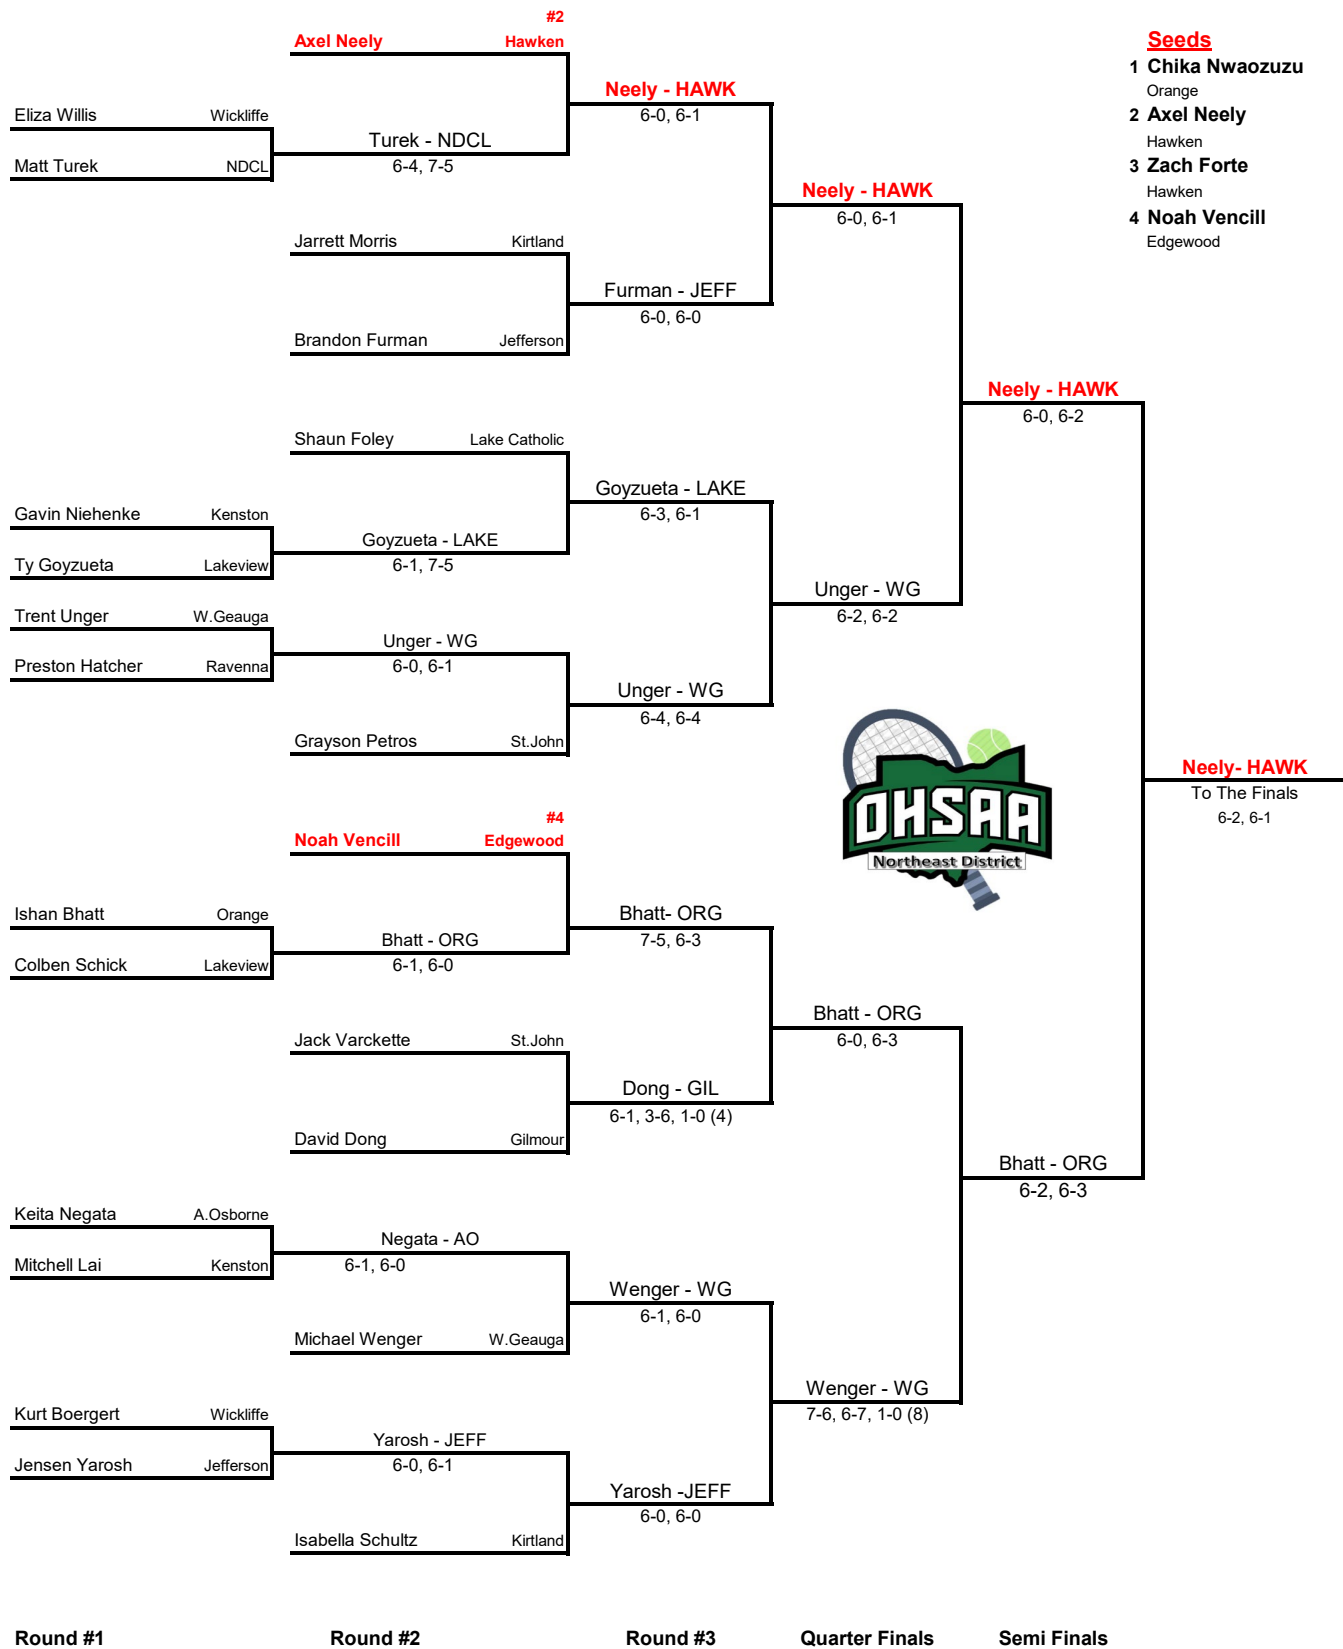 #2
Axel Neely Hawken
Seeds
1 Chika Nwaozuzu
Orange
2 Axel Neely
Hawken
3 Zach Forte
Hawken
4 Noah Vencill
Edgewood
Neely - HAWK
6-0, 6-1
Eliza Willis Wickliffe
Turek - NDCL
6-4, 7-5
Matt Turek NDCL
Neely - HAWK
6-0, 6-1
Jarrett Morris Kirtland
Furman - JEFF
6-0, 6-0
Brandon Furman Jefferson
Neely - HAWK
6-0, 6-2
Shaun Foley Lake Catholic
Goyzueta - LAKE
6-3, 6-1
Gavin Niehenke Kenston
Goyzueta - LAKE
6-1, 7-5
Ty Goyzueta Lakeview
Unger - WG
6-2, 6-2
Trent Unger W.Geauga
Unger - WG
6-0, 6-1
Preston Hatcher Ravenna
Unger - WG
6-4, 6-4
Grayson Petros St.John
OHSAA
Northeast District
Neely- HAWK
To The Finals
6-2, 6-1
#4
Noah Vencill Edgewood
Ishan Bhatt Orange
Bhatt- ORG
7-5, 6-3
Bhatt - ORG
6-1, 6-0
Colben Schick Lakeview
Bhatt - ORG
6-0, 6-3
Jack Varckette St.John
Dong - GIL
6-1, 3-6, 1-0 (4)
David Dong Gilmour
Bhatt - ORG
6-2, 6-3
Keita Negata A.Osborne
Negata - AO
6-1, 6-0
Mitchell Lai Kenston
Wenger - WG
6-1, 6-0
Michael Wenger W.Geauga
Wenger - WG
7-6, 6-7, 1-0 (8)
Kurt Boergert Wickliffe
Yarosh - JEFF
6-0, 6-1
Jensen Yarosh Jefferson
Yarosh -JEFF
6-0, 6-0
Isabella Schultz Kirtland
Round #1 Round #2 Round #3 Quarter Finals Semi Finals